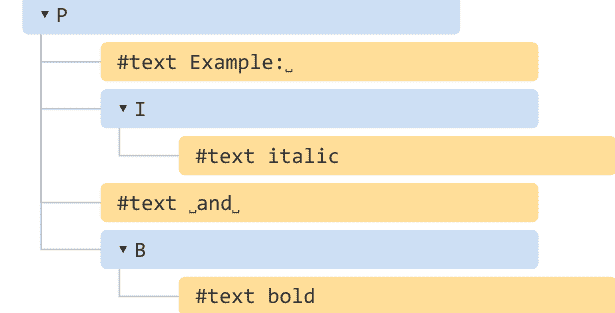 ▼ P
#text Example:␣
▼ I
#text italic
#text ␣and␣
▼ B
#text bold